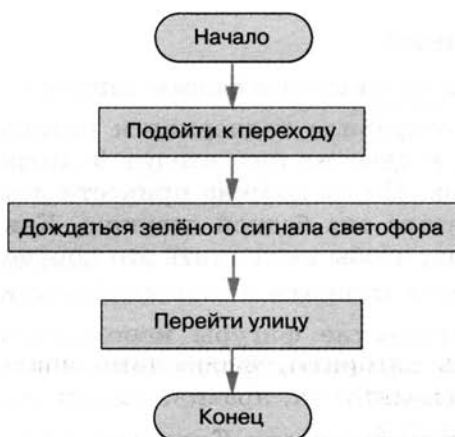 Начало
Подойти к переходу
Дождаться зелёного сигнала светофора
Перейти улицу
Конец